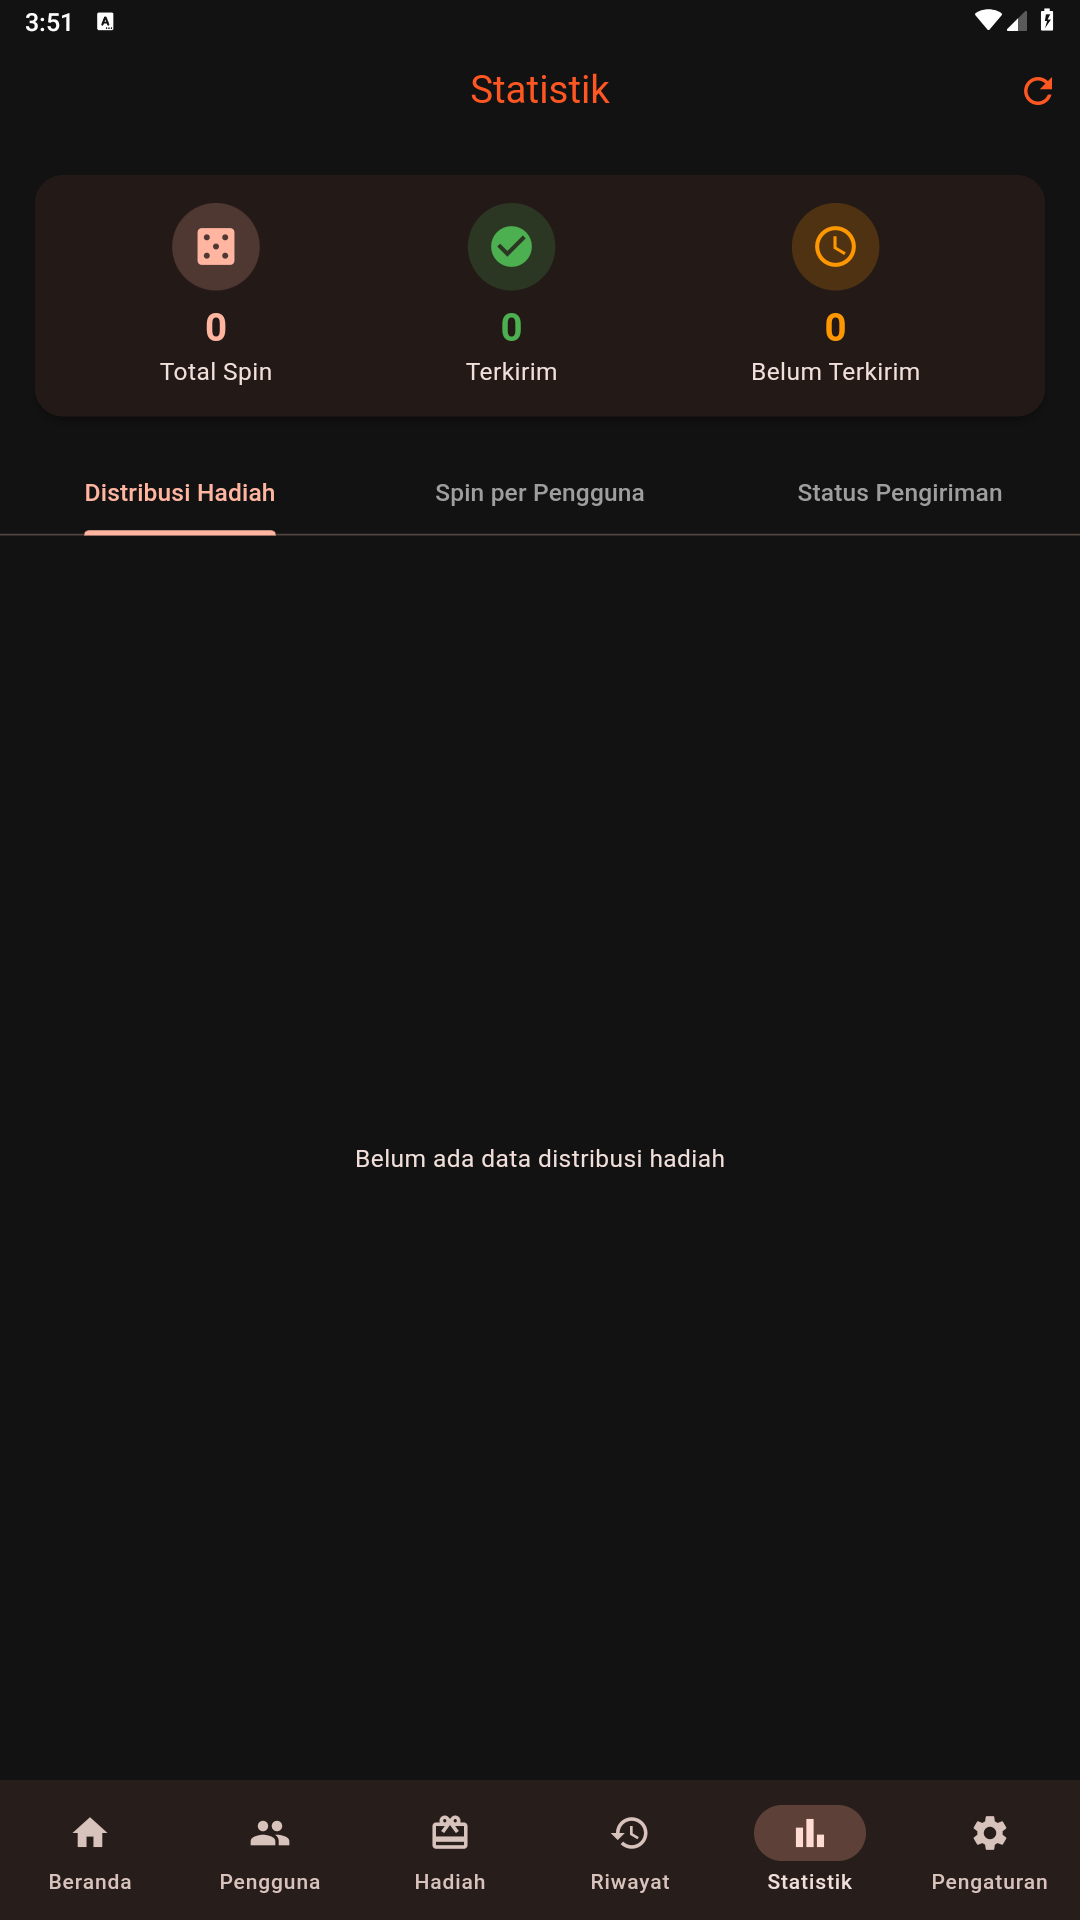 3:51
Statistik
0 0 0
Total Spin Terkirim Belum Terkirim
Distribusi Hadiah Spin per Pengguna Status Pengiriman
Belum ada data distribusi hadiah
Beranda Pengguna Hadiah Riwayat Statistik Pengaturan